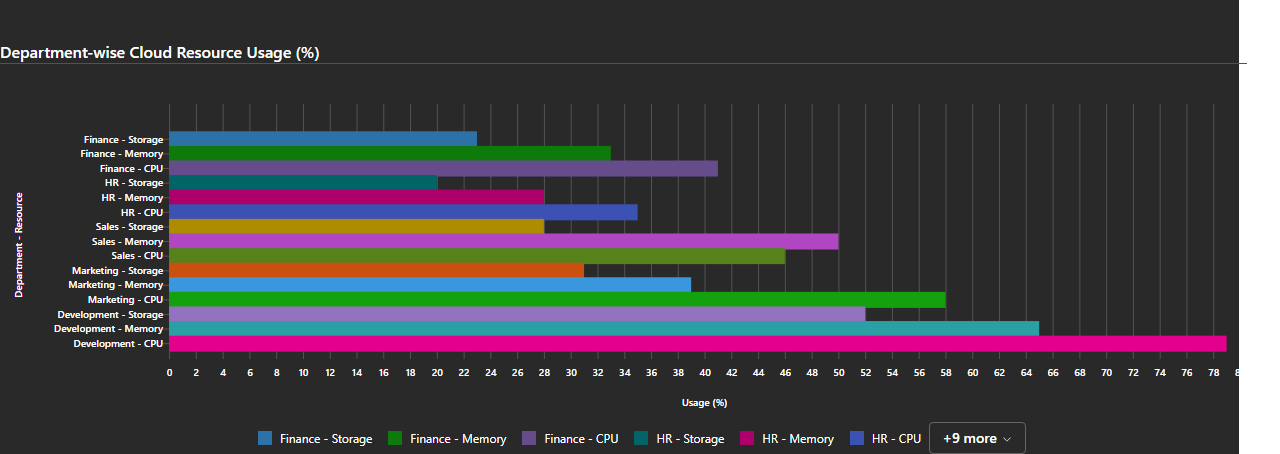 Department-wise Cloud Resource Usage (%)
Department - Resource
Finance - Storage
Finance - Memory
Finance - CPU
HR - Storage
HR - Memory
HR - CPU
Sales - Storage
Sales - Memory
Sales - CPU
Marketing - Storage
Marketing - Memory
Marketing - CPU
Development - Storage
Development - Memory
Development - CPU
0 2 4 6 8 10 12 14 16 18 20 22 24 26 28 30 32 34 36 38 40 42 44 46 48 50 52 54 56 58 60 62 64 66 68 70 72 74 76 78
Usage (%)
Finance - Storage Finance - Memory Finance - CPU HR - Storage HR - Memory HR - CPU +9 more